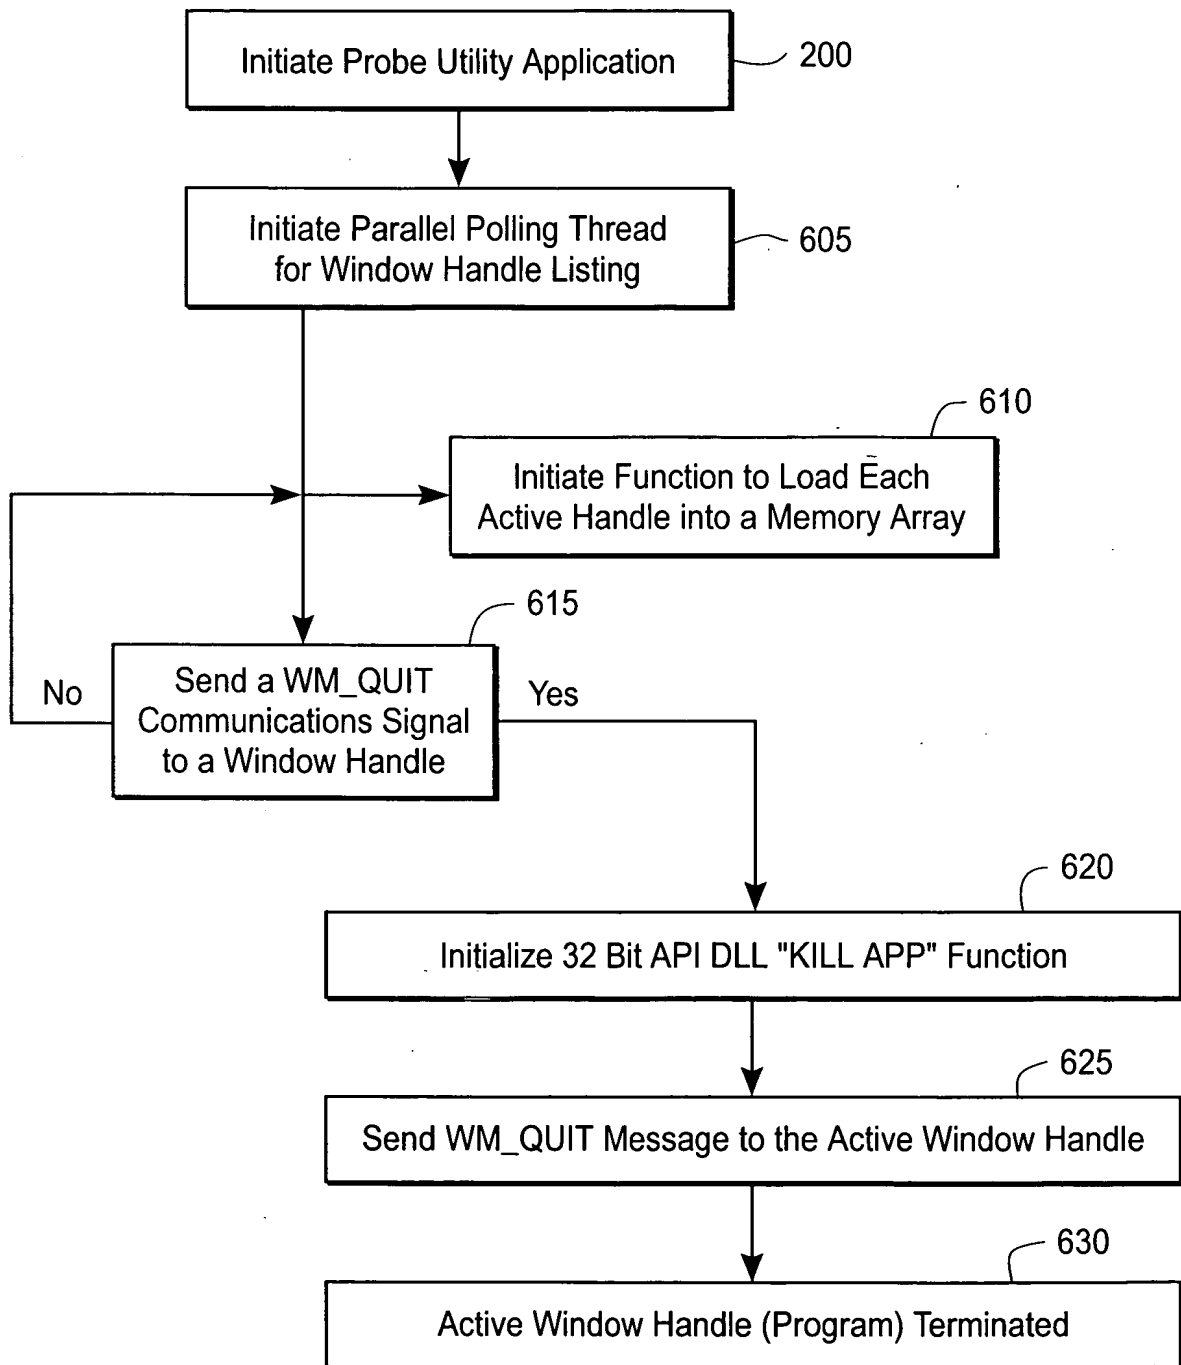 Initiate Probe Utility Application
200
Initiate Parallel Polling Thread
for Window Handle Listing
605
610
Initiate Function to Load Each
Active Handle into a Memory Array
615
Send a WM_QUIT
Communications Signal
to a Window Handle
No
Yes
620
Initialize 32 Bit API DLL "KILL APP" Function
625
Send WM_QUIT Message to the Active Window Handle
630
Active Window Handle (Program) Terminated